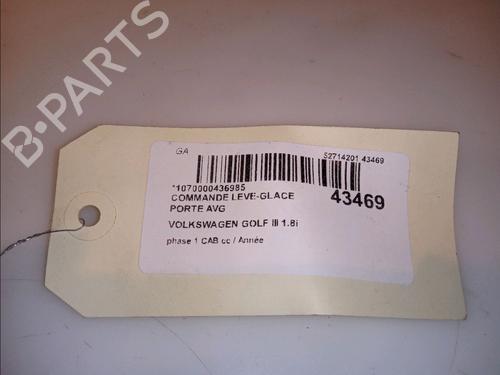 B-PARTS
GA
52714201 43469
*1070000436985
COMMANDE LEVE-GLACE
PORTE AVG
43469
VOLKSWAGEN GOLF III 1.8i
phase 1 CAB cc / Année